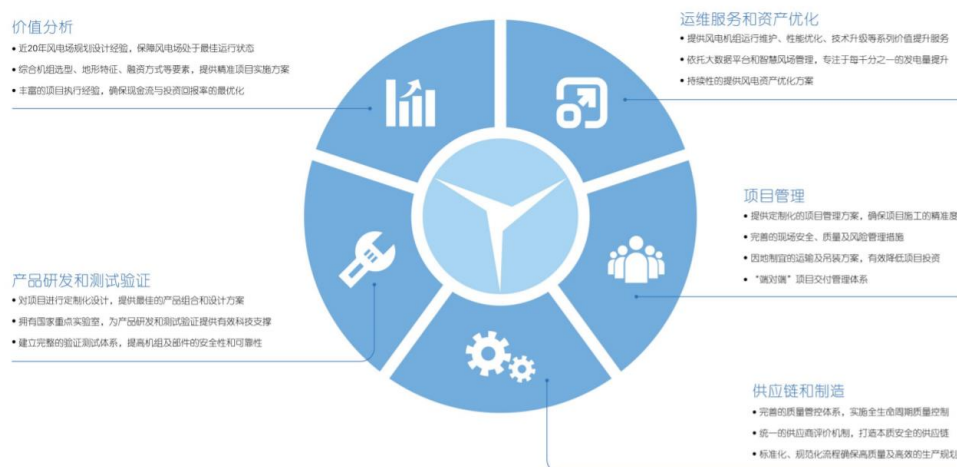 价值分析
• 近20年风电场规划设计经验，保障风电场处于最佳运行状态
• 综合机组选型、地形特征、融资方式等要素，提供精准项目实施方案
• 丰富的项目执行经验，确保现金流与投资回报率的最优化
运维服务和资产优化
• 提供风电机组运行维护、性能优化、技术升级等系列价值提升服务
• 依托大数据平台和智慧风场管理，专注于每千分之一的发电量提升
• 持续性的提供风电资产优化方案
项目管理
• 提供定制化的项目管理方案，确保项目施工的精准度
• 完善的现场安全、质量及风险管理措施
• 因地制宜的运输及吊装方案，有效降低项目投资
• “端对端”项目交付管理体系
产品研发和测试验证
• 对项目进行定制化设计，提供最佳的产品组合和设计方案
• 拥有国家重点实验室，为产品研发和测试验证提供有效科技支撑
• 建立完整的验证测试体系，提高机组及部件的安全性和可靠性
供应链和制造
• 完善的质量管控体系，实施全生命周期质量控制
• 统一的供应商评价机制，打造本质安全的供应链
• 标准化、规范化流程确保高质量及高效的生产规划